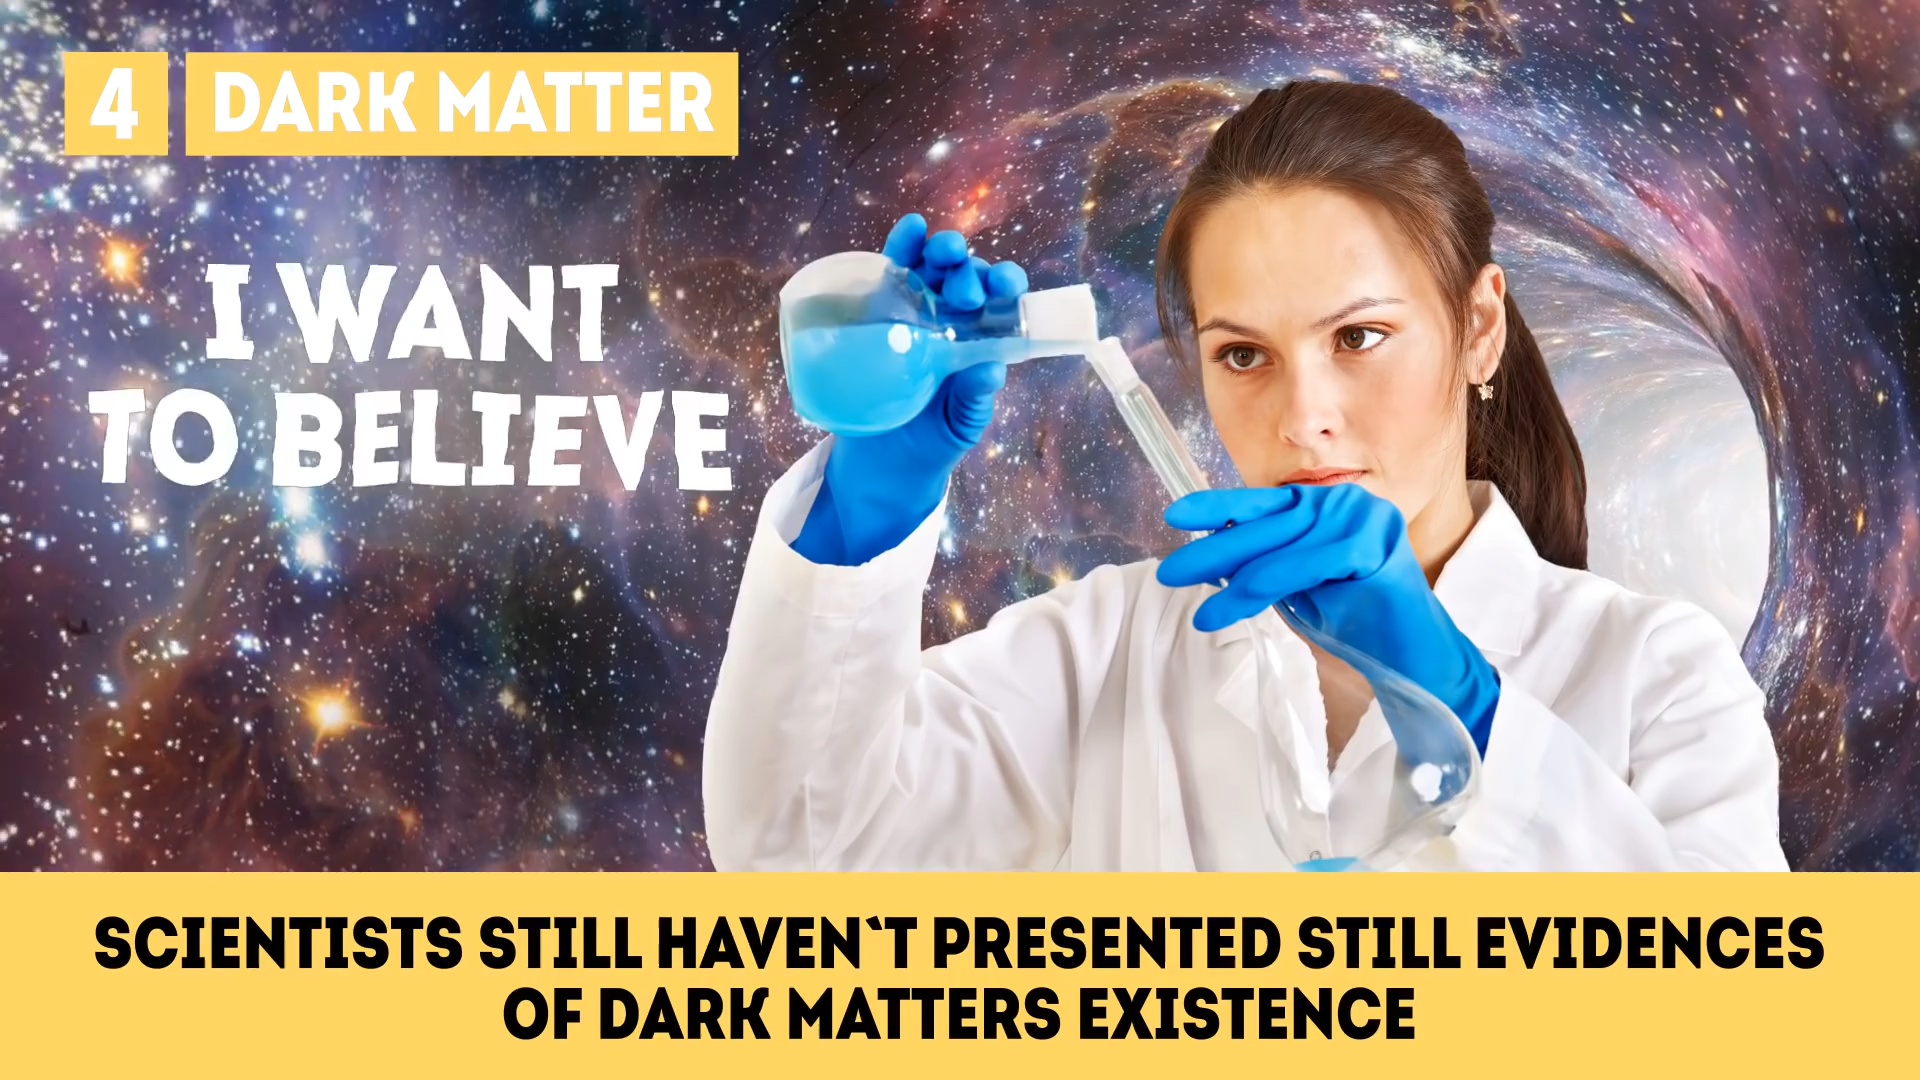 4 DARK MATTER
I WANT
TO BELIEVE
SCIENTISTS STILL HAVEN`T PRESENTED STILL EVIDENCES
OF DARK MATTERS EXISTENCE